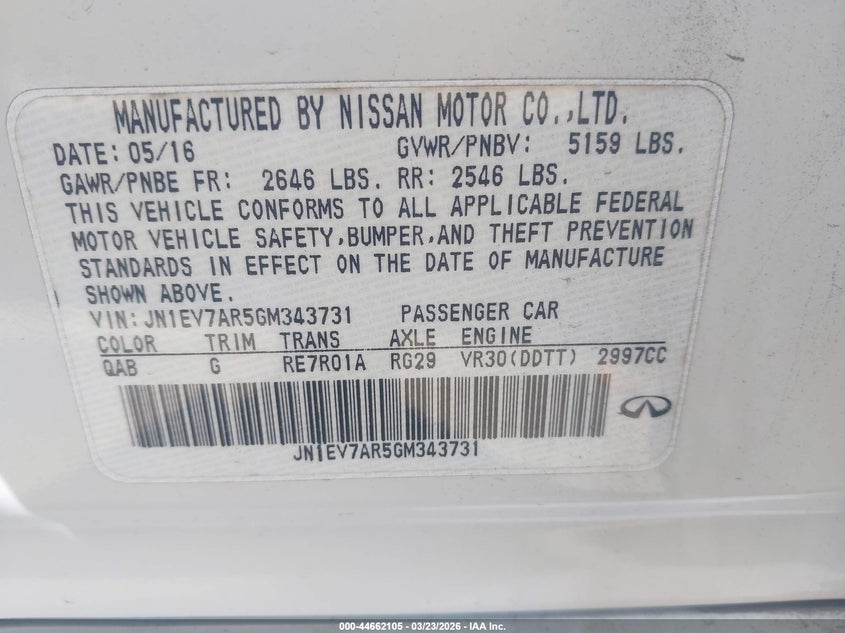 MANUFACTURED BY NISSAN MOTOR CO.,LTD.
DATE: 05/16 GVWR/PNBV: 5159 LBS.
GAWR/PNBE FR: 2646 LBS. RR: 2546 LBS.
THIS VEHICLE CONFORMS TO ALL APPLICABLE FEDERAL
MOTOR VEHICLE SAFETY,BUMPER,AND THEFT PREVENTION
STANDARDS IN EFFECT ON THE DATE OF MANUFACTURE
SHOWN ABOVE.
VIN: JN1EV7AR5GM343731 PASSENGER CAR
COLOR TRIM TRANS AXLE ENGINE
QAB G RE7R01A RG29 VR30(DDTT) 2997CC
JN1EV7AR5GM343731
000-44662105 - 03/23/2026 - IAA Inc.